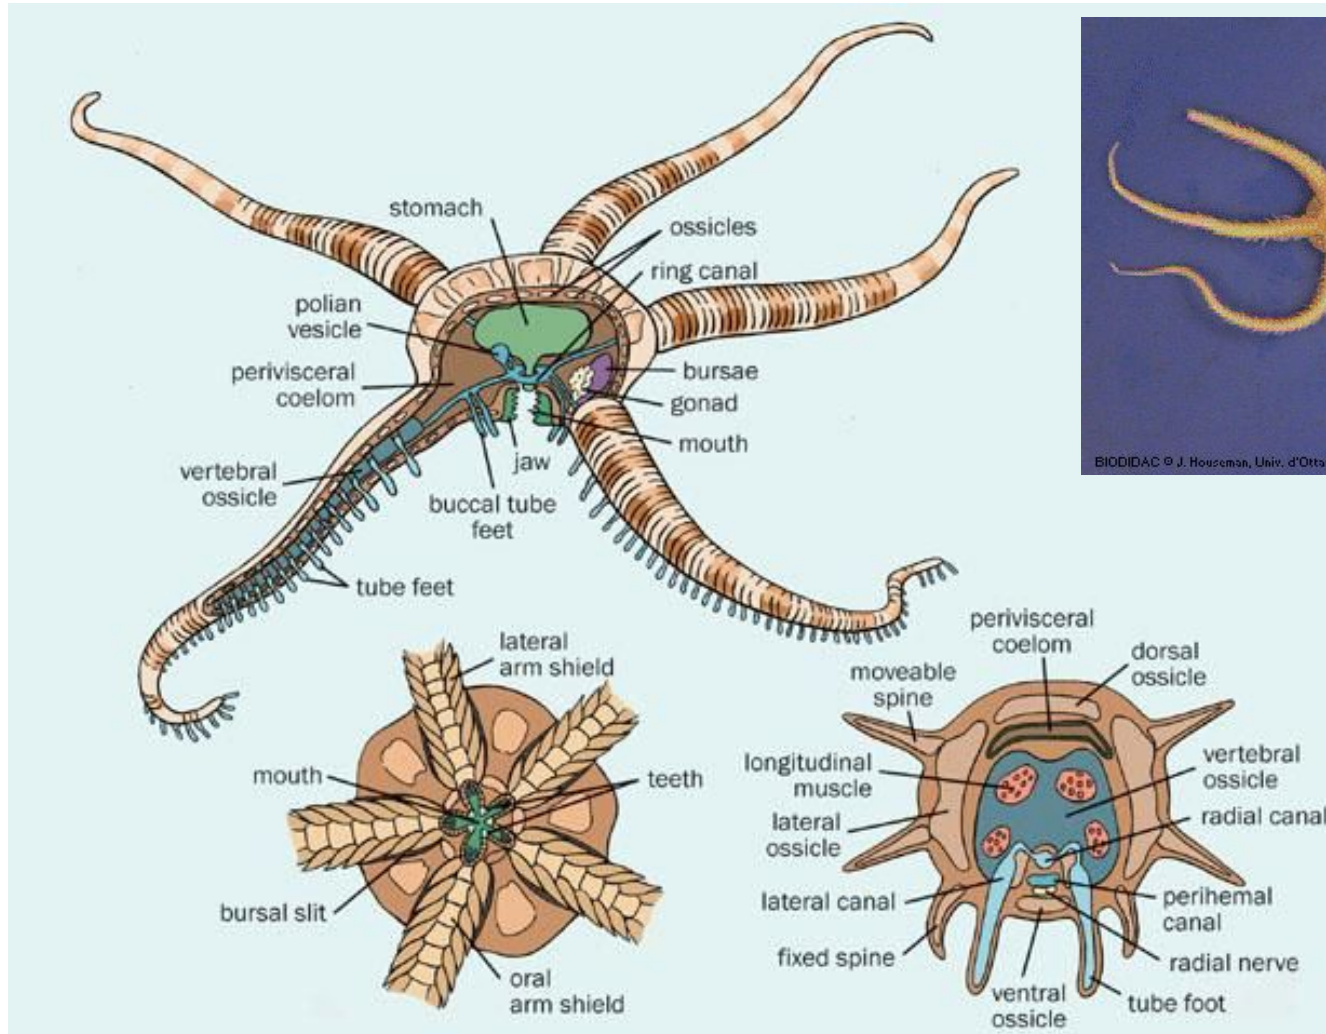 stomach
ossicles
ring canal
polian
vesicle
perivisceral
coelom
bursae
gonad
mouth
jaw
vertebral
ossicle
buccal tube
feet
tube feet
BIODIDAC © J. Houseman, Univ. d'Otta
lateral
arm shield
mouth
teeth
bursal slit
oral
arm shield
perivisceral
coelom
dorsal
ossicle
moveable
spine
longitudinal
muscle
vertebral
ossicle
lateral
ossicle
radial canal
lateral canal
perihemal
canal
fixed spine
radial nerve
ventral
ossicle
tube foot